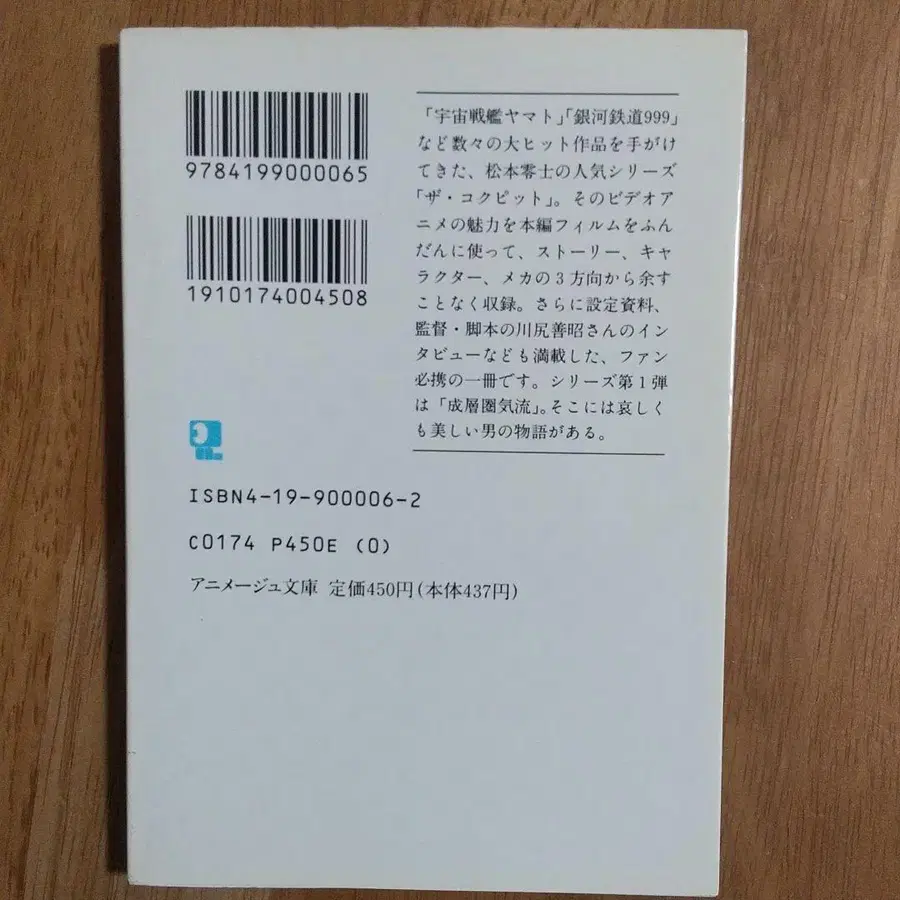 9784199000065
1910174004508
「宇宙戦艦ヤマト」「銀河鉄道999」
など数々の大ヒット作品を手がけ
てきた、松本零士の人気シリーズ
「ザ・コクピット」。そのビデオア
ニメの魅力を本編フィルムをふん
だんに使って、ストーリー、キャ
ラクター、メカの3方向から余す
ことなく収録。さらに設定資料、
監督・脚本の川尻善昭さんのイン
タビューなども満載した、ファン
必携の一冊です。シリーズ第1弾
は「成層圏気流」。そこには哀しく
も美しい男の物語がある。
ISBN4-19-900006-2
C0174 P450E (0)
アニメージュ文庫 定価450円(本体437円)